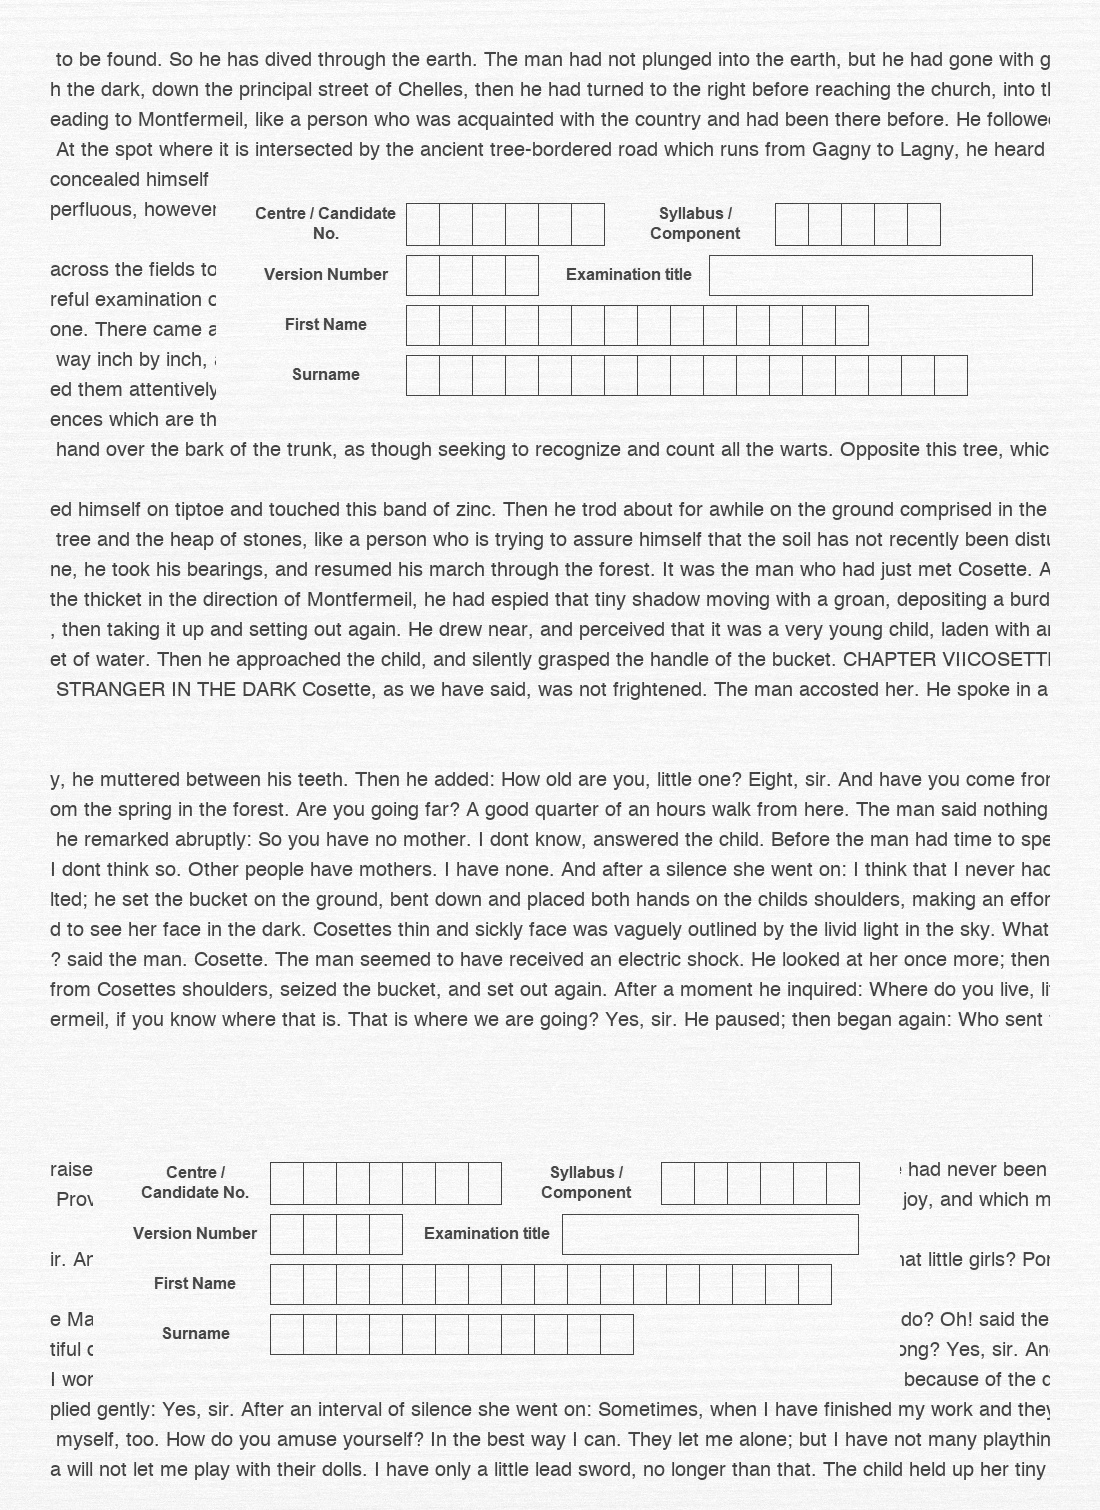 to be found. So he has dived through the earth. The man had not plunged into the earth, but he had gone with
the dark, down the principal street of Chelles, then he had turned to the right before reaching the church, into
eading to Montfermeil, like a person who was acquainted with the country and had been there before. He
At the spot where it is intersected by the ancient tree-bordered road which runs from Gagny to Lagny, he heard
concealed himself
perfluous, however
Centre / Candidate No.
Syllabus / Component
across the fields to
Version Number
Examination title
reful examination
one. There came
First Name
way inch by inch,
ed them attentively
Surname
ences which are
hand over the bark of the trunk, as though seeking to recognize and count all the warts. Opposite this tree,
ed himself on tiptoe and touched this band of zinc. Then he trod about for awhile on the ground comprised in the
tree and the heap of stones, like a person who is trying to assure himself that the soil has not recently been
ne, he took his bearings, and resumed his march through the forest. It was the man who had just met Cosette.
the thicket in the direction of Montfermeil, he had espied that tiny shadow moving with a groan, depositing a burd
, then taking it up and setting out again. He drew near, and perceived that it was a very young child, laden with
et of water. Then he approached the child, and silently grasped the handle of the bucket. CHAPTER
STRANGER IN THE DARK Cosette, as we have said, was not frightened. The man accosted her. He spoke in a
y, he muttered between his teeth. Then he added: How old are you, little one? Eight, sir. And have you come
om the spring in the forest. Are you going far? A good quarter of an hours walk from here. The man said nothing
he remarked abruptly: So you have no mother. I dont know, answered the child. Before the man had time to spe
I dont think so. Other people have mothers. I have none. And after a silence she went on: I think that I never
lted; he set the bucket on the ground, bent down and placed both hands on the childs shoulders, making an
d to see her face in the dark. Cosettes thin and sickly face was vaguely outlined by the livid light in the sky. What
? said the man. Cosette. The man seemed to have received an electric shock. He looked at her once more; then
from Cosettes shoulders, seized the bucket, and set out again. After a moment he inquired: Where do you live,
ermeil, if you know where that is. That is where we are going? Yes, sir. He paused; then began again: Who sent
raise
Centre / Candidate No.
Syllabus / Component
had never been
joy, and which m
Version Number
Examination title
ir.
little girls?
First Name
e Ma
do? Oh! said the
Surname
tiful
Yes, sir.
I
because of the
plied gently: Yes, sir. After an interval of silence she went on: Sometimes, when I have finished my work and they
myself, too. How do you amuse yourself? In the best way I can. They let me alone; but I have not many
a will not let me play with their dolls. I have only a little lead sword, no longer than that. The child held up her tiny